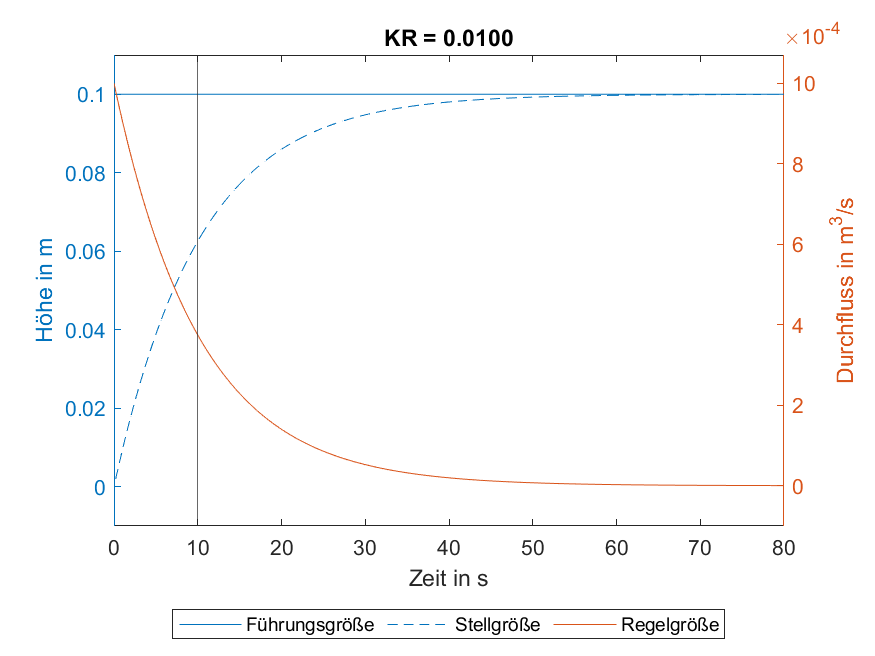 KR = 0.0100
×10-4
0.1
0.08
0.06
0.04
0.02
0
Höhe in m
10
8
6
4
2
0
Durchfluss in m3/s
0 10 20 30 40 50 60 70 80
Zeit in s
Führungsgröße Stellgröße Regelgröße